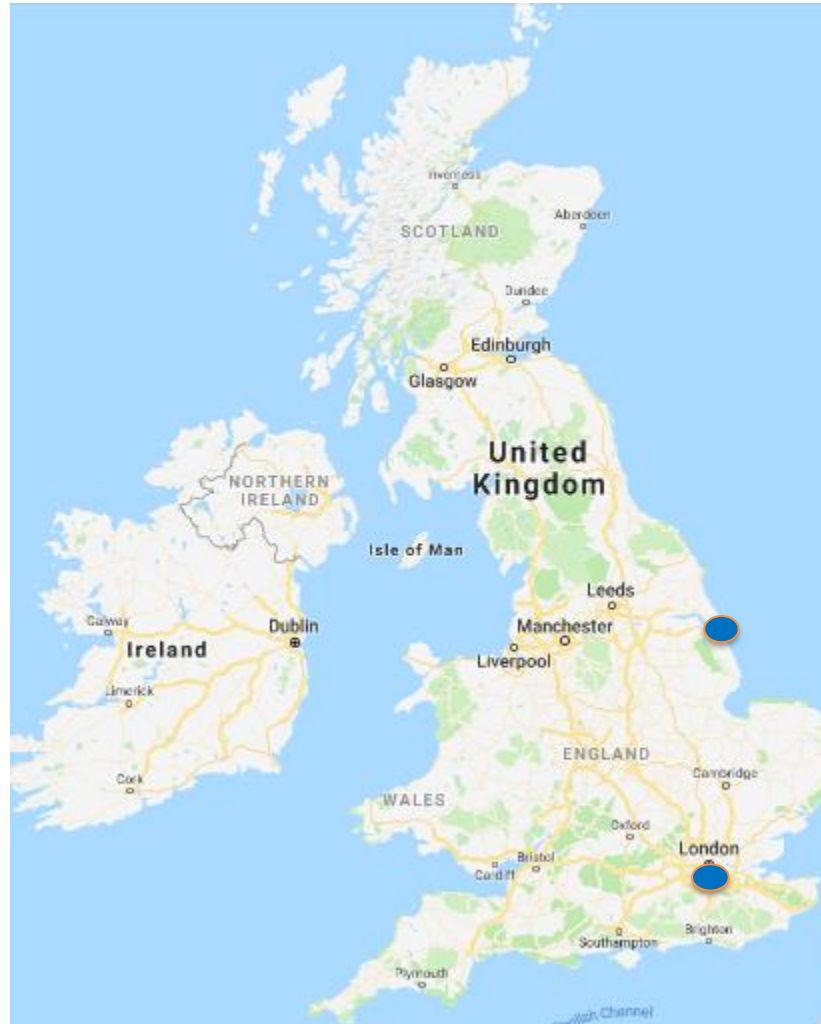 Inverness
Aberdeen
SCOTLAND
Dundee
Edinburgh
Glasgow
United
Kingdom
NORTHERN
IRELAND
Isle of Man
Leeds
Galway
Dublin
Manchester
Ireland
Liverpool
Limerick
ENGLAND
Cambridge
Cork
WALES
Oxford
London
Bristol
Cardiff
Brighton
Southampton
Plymouth
English Channel